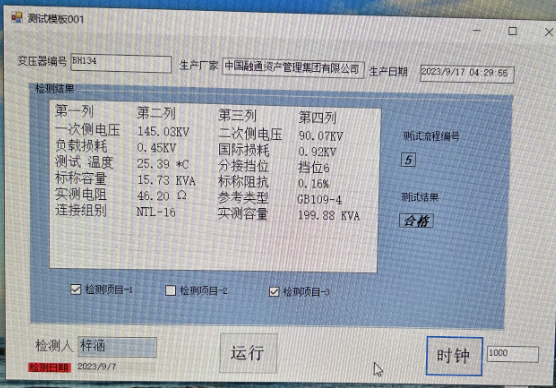 测试模板001
变压器编号 BH134 生产厂家 中国融通资产管理集团有限公司 生产日期 2023/9/17 04:29:55
检测结果
第一列 第二列 第三列 第四列
一次侧电压 145.03KV 二次侧电压 90.07KV
负载损耗 0.45KV 国际损耗 0.92KV
测试 温度 25.39 *C 分接挡位 挡位6
标称容量 15.73 KVA 标称阻抗 0.16%
实测电阻 46.20 Ω 参考类型 GB109-4
连接组别 NTL-16 实测容量 199.88 KVA
测试流程编号
5
测试结果
合格
检测项目-1 检测项目-2 检测项目-3
检测人 梓涵
检测日期 2023/9/7
运行
时钟 1000